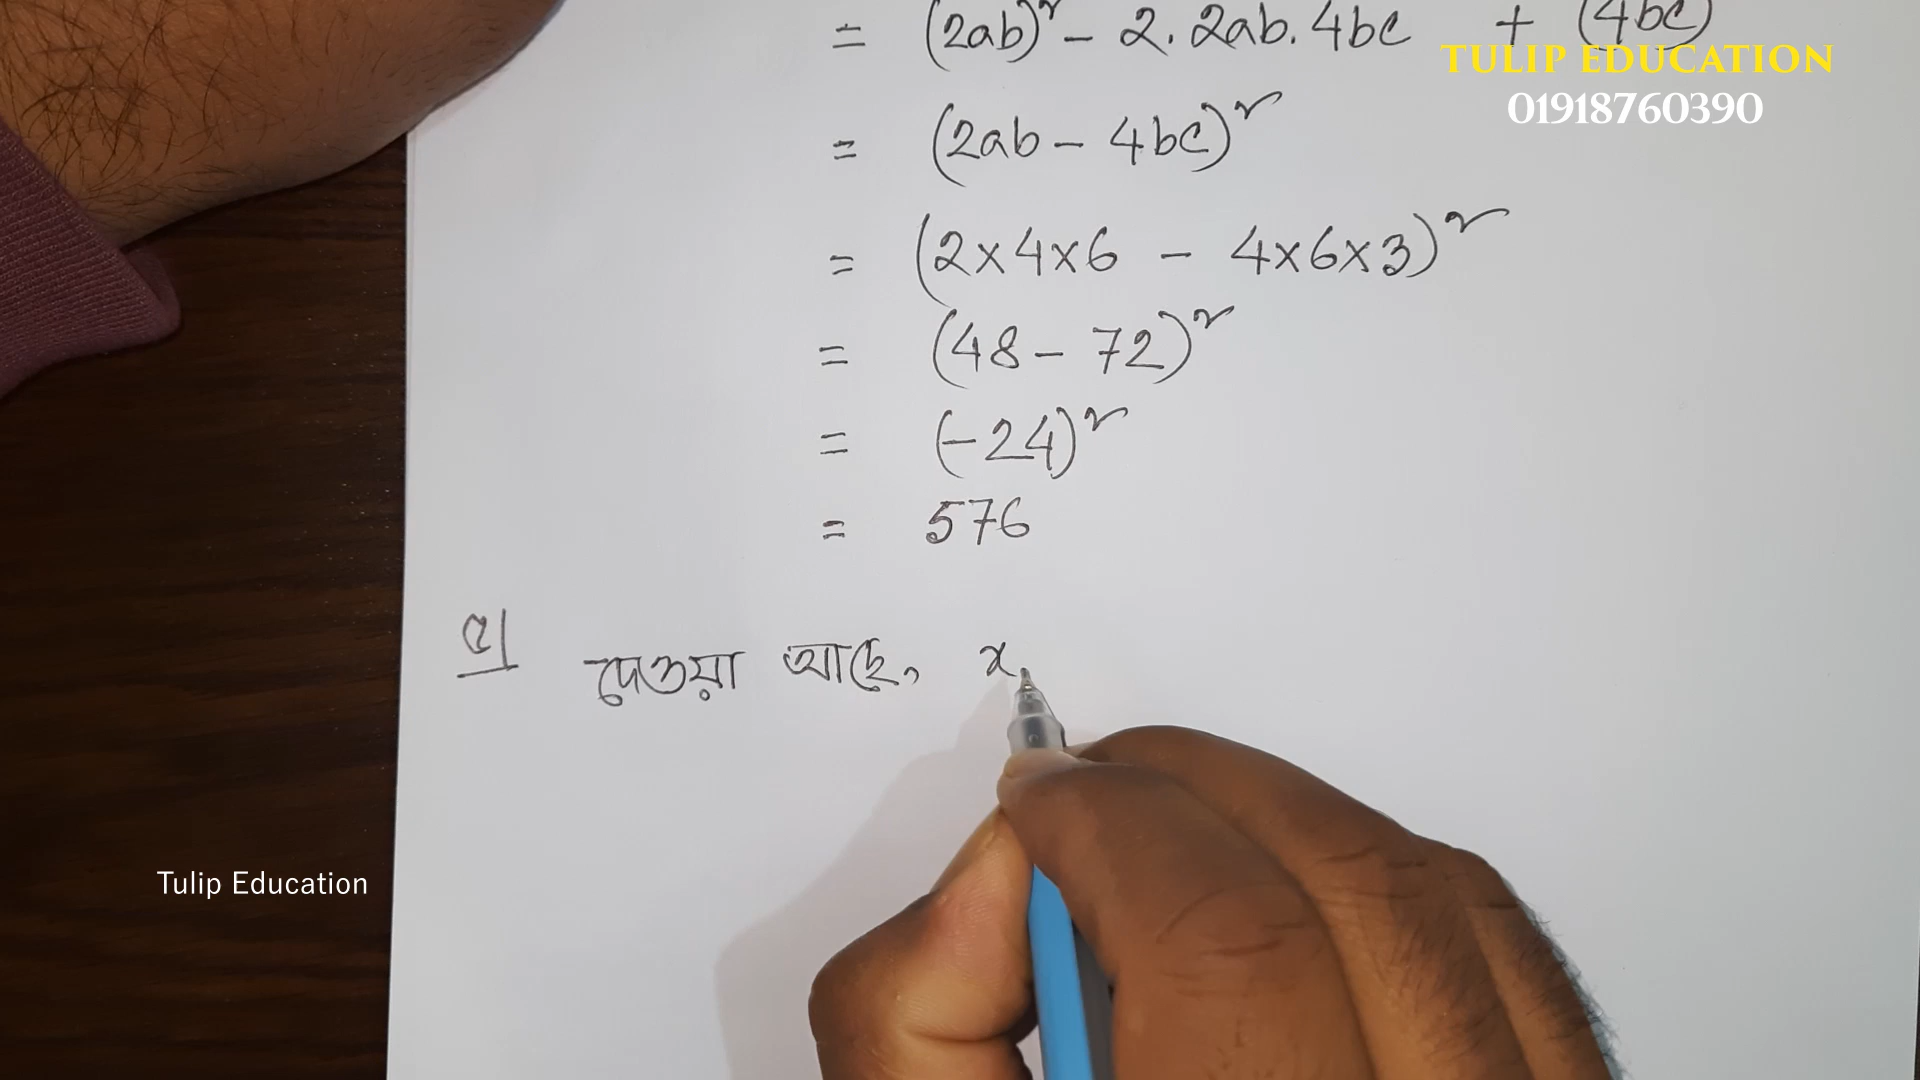 = (2ab)² - 2. 2ab. 4bc + (4bc)
TULIP EDUCATION
01918760390
= (2ab - 4bc)²
= (2×4×6 - 4×6×3)²
= (48 - 72)²
= (-24)²
= 576
৫| দেওয়া আছে, x
Tulip Education